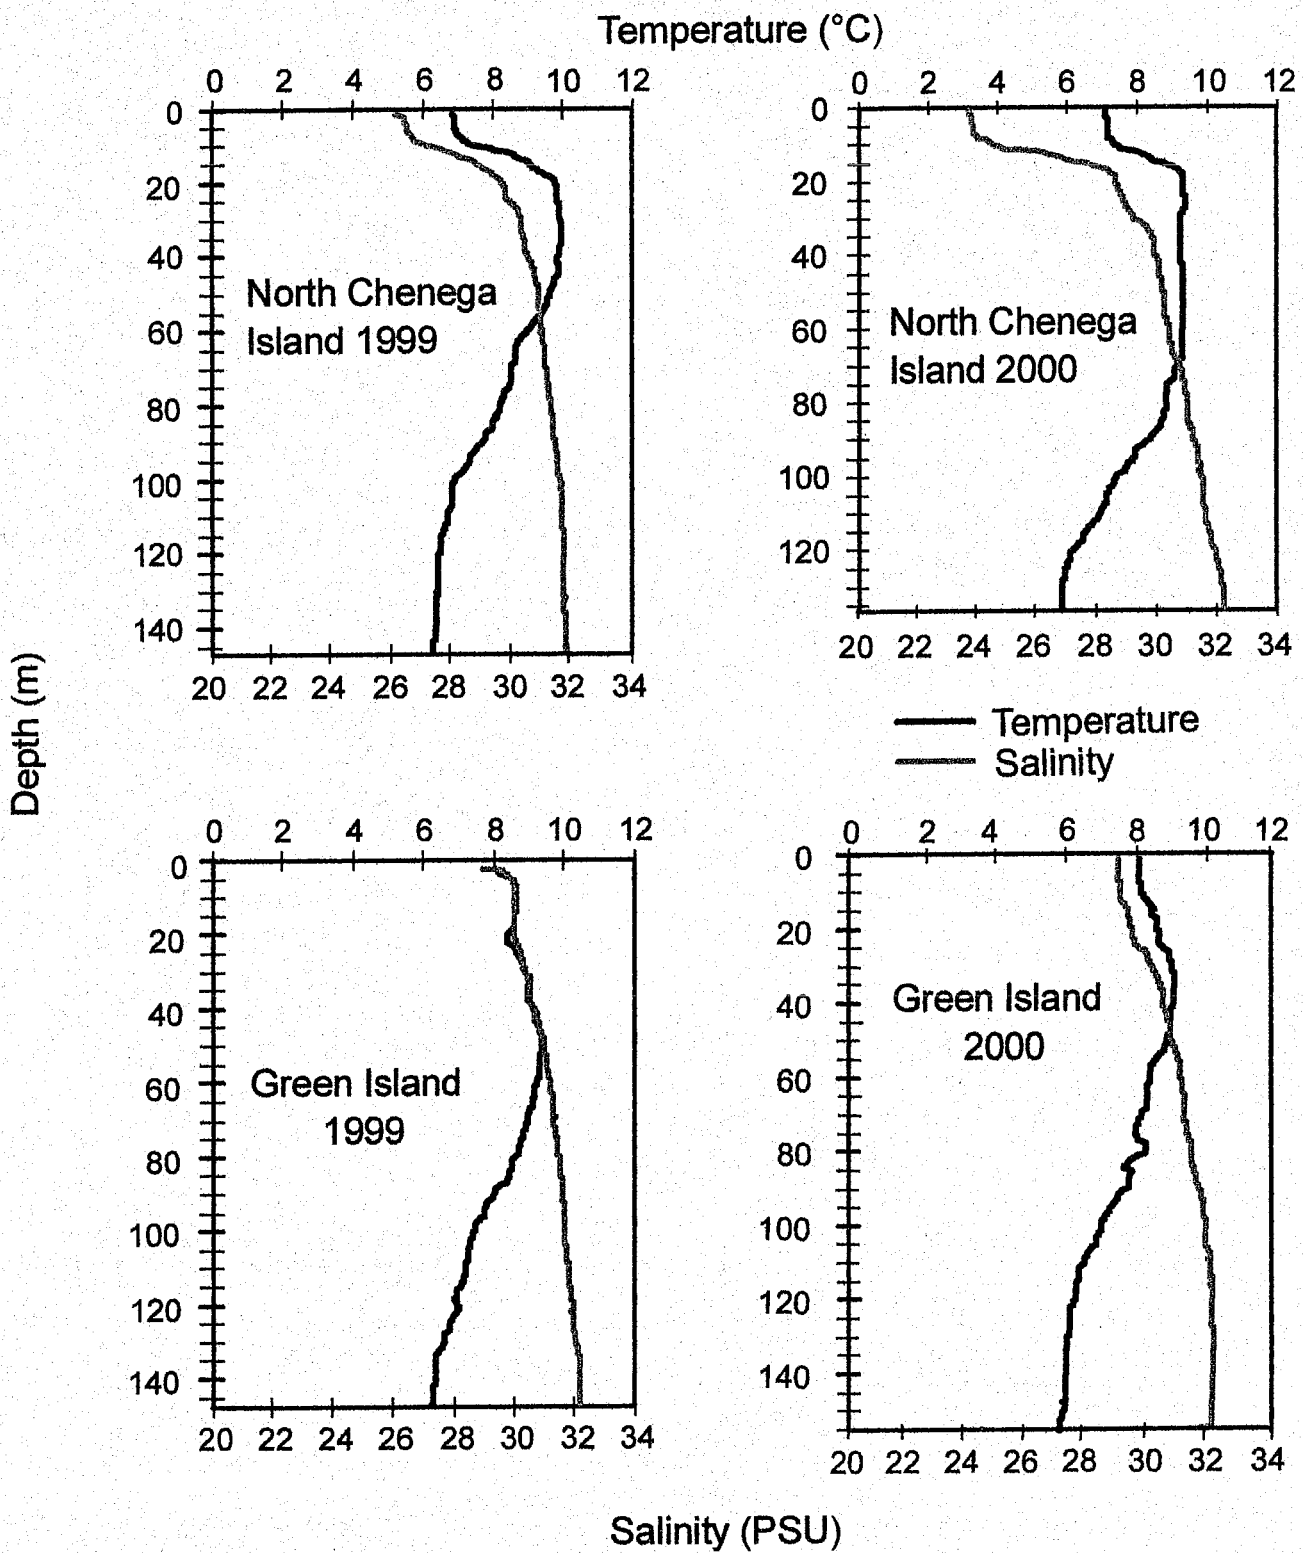 Temperature (°C)
0 2 4 6 8 10 12
0 2 4 6 8 10 12
0
20
40
60
80
100
120
140
North Chenega
Island 1999
20 22 24 26 28 30 32 34
0
20
40
60
80
100
120
North Chenega
Island 2000
20 22 24 26 28 30 32 34
Temperature
Salinity
Depth (m)
0 2 4 6 8 10 12
0 2 4 6 8 10 12
0
20
40
60
80
100
120
140
Green Island
1999
20 22 24 26 28 30 32 34
0
20
40
60
80
100
120
140
Green Island
2000
20 22 24 26 28 30 32 34
Salinity (PSU)